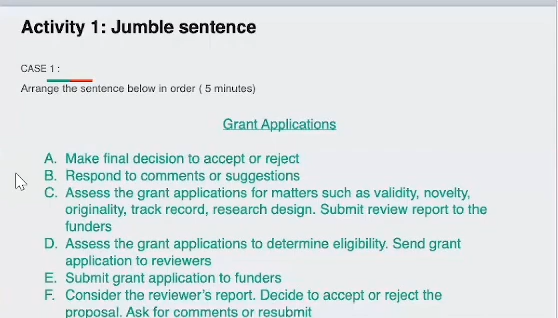 Activity 1: Jumble sentence
CASE 1 :
Arrange the sentence below in order ( 5 minutes)
Grant Applications
A. Make final decision to accept or reject
B. Respond to comments or suggestions
C. Assess the grant applications for matters such as validity, novelty,
originality, track record, research design. Submit review report to the
funders
D. Assess the grant applications to determine eligibility. Send grant
application to reviewers
E. Submit grant application to funders
F. Consider the reviewer's report. Decide to accept or reject the
proposal. Ask for comments or resubmit